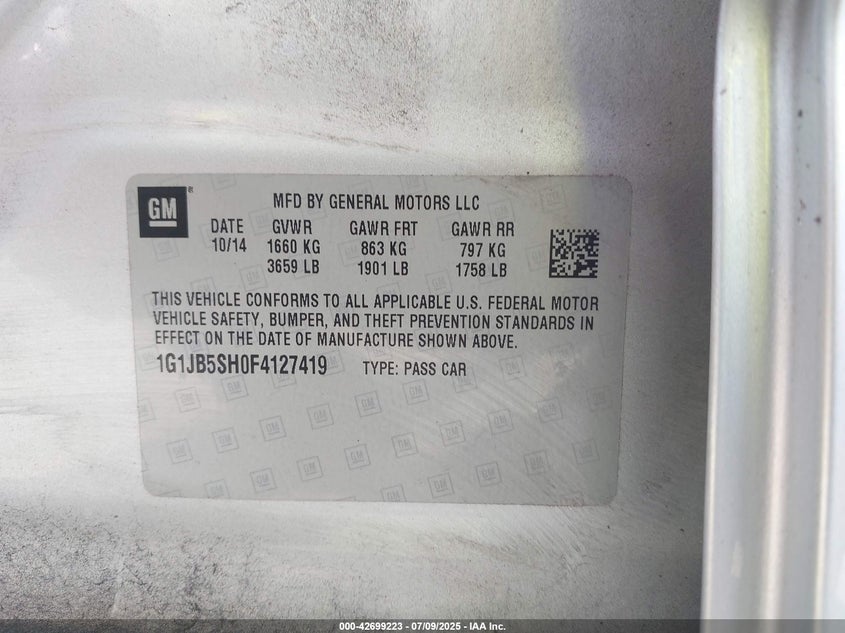 GM
MFD BY GENERAL MOTORS LLC
DATE GVWR GAWR FRT GAWR RR
10/14 1660 KG 863 KG 797 KG
3659 LB 1901 LB 1758 LB
THIS VEHICLE CONFORMS TO ALL APPLICABLE U.S. FEDERAL MOTOR
VEHICLE SAFETY, BUMPER, AND THEFT PREVENTION STANDARDS IN
EFFECT ON THE DATE OF MANUFACTURE SHOWN ABOVE.
1G1JB5SH0F4127419 TYPE: PASS CAR
000-42699223 - 07/09/2025 - IAA Inc.